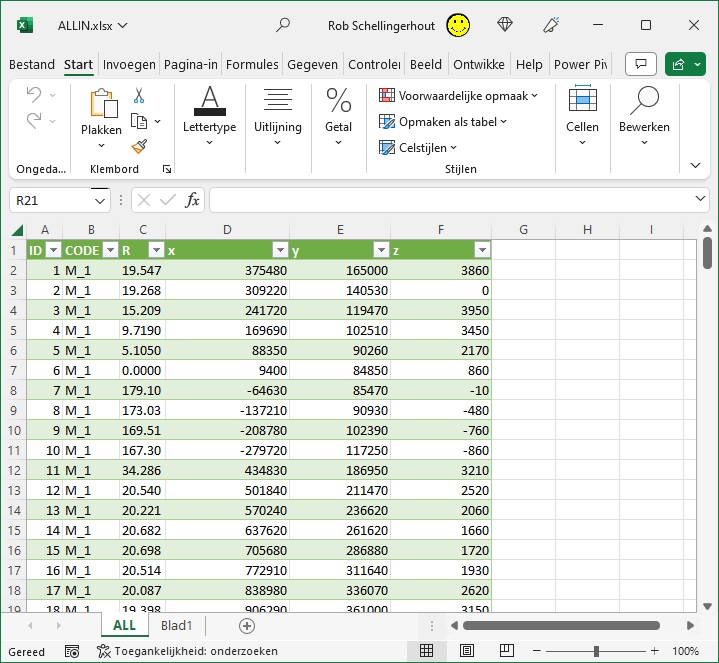 ALLIN.xlsx
Rob Schellingerhout
Bestand Start Invoegen Pagina-in Formules Gegeven Controler Beeld Ontwikke Help Power Piv
Plakken
Lettertype
Uitlijning
Getal
Voorwaardelijke opmaak
Opmaken als tabel
Celstijlen
Cellen
Bewerken
Ongeda... Klembord Stijlen
R21 fx
A B C D E F G H I
1 ID CODE R x y z
2 1 M_1 19.547 375480 165000 3860
3 2 M_1 19.268 309220 140530 0
4 3 M_1 15.209 241720 119470 3950
5 4 M_1 9.7190 169690 102510 3450
6 5 M_1 5.1050 88350 90260 2170
7 6 M_1 0.0000 9400 84850 860
8 7 M_1 179.10 -64630 85470 -10
9 8 M_1 173.03 -137210 90930 -480
10 9 M_1 169.51 -208780 102390 -760
11 10 M_1 167.30 -279720 117250 -860
12 11 M_1 34.286 434830 186950 3210
13 12 M_1 20.540 501840 211470 2520
14 13 M_1 20.221 570240 236620 2060
15 14 M_1 20.682 637620 261620 1660
16 15 M_1 20.698 705680 286880 1720
17 16 M_1 20.514 772910 311640 1930
18 17 M_1 20.087 838980 336070 2620
19 18 M_1 19.398 906290 361000 3150
ALL Blad1
Gereed Toegankelijkheid: onderzoeken 100%